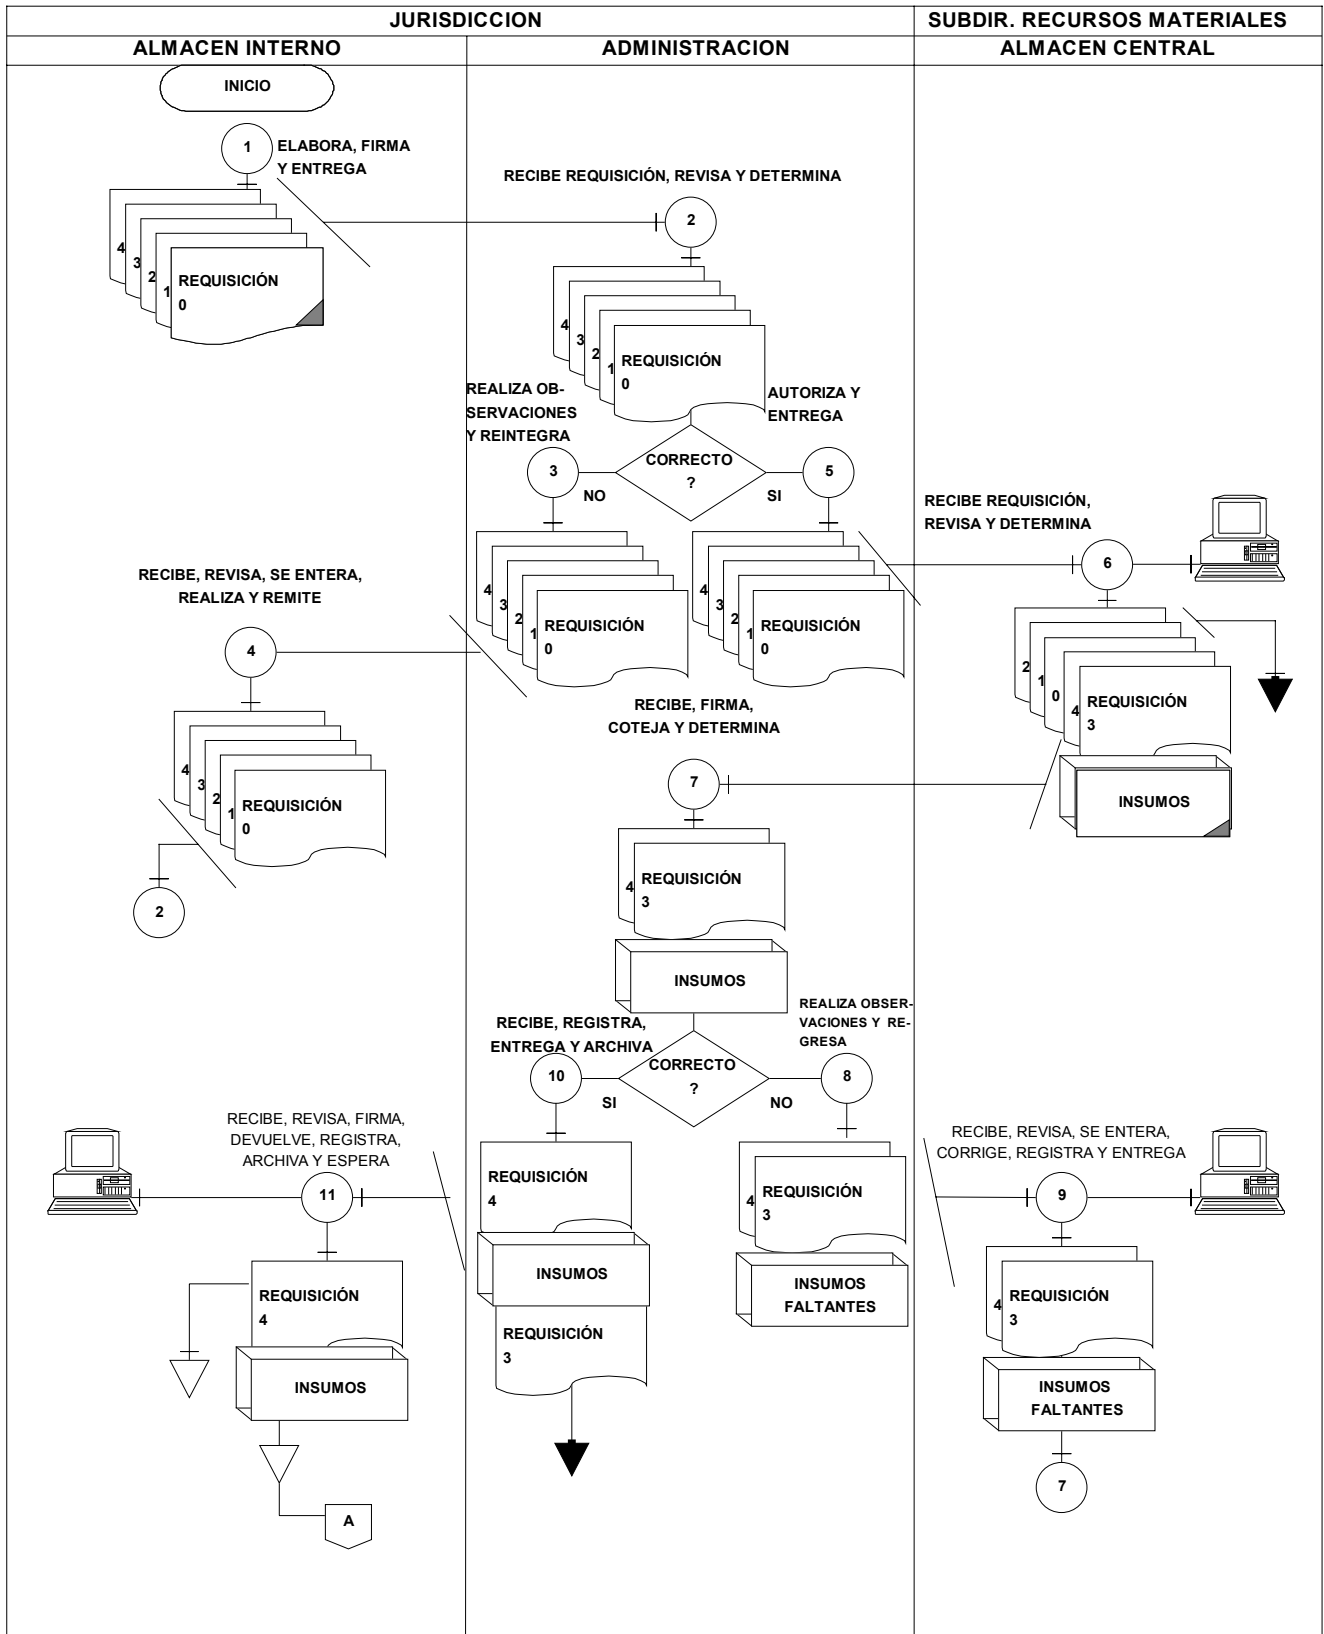 JURISDICCION
SUBDIR. RECURSOS MATERIALES
ALMACEN INTERNO
ADMINISTRACION
ALMACEN CENTRAL
INICIO
1
ELABORA, FIRMA
Y ENTREGA
4
3
2
1
REQUISICIÓN
0
RECIBE REQUISICIÓN, REVISA Y DETERMINA
2
4
3
2
1
REQUISICIÓN
0
REALIZA OB-
SERVACIONES
Y REINTEGRA
AUTORIZA Y
ENTREGA
CORRECTO
?
3
NO
SI
5
4
3
2
1
REQUISICIÓN
0
4
3
2
1
REQUISICIÓN
0
RECIBE REQUISICIÓN,
REVISA Y DETERMINA
6
2
1
0
4
REQUISICIÓN
3
INSUMOS
RECIBE, REVISA, SE ENTERA,
REALIZA Y REMITE
4
4
3
2
1
REQUISICIÓN
0
2
RECIBE, FIRMA,
COTEJA Y DETERMINA
7
4
REQUISICIÓN
3
INSUMOS
RECIBE, REGISTRA,
ENTREGA Y ARCHIVA
REALIZA OBSER-
VACIONES Y RE-
GRESA
CORRECTO
?
10
SI
NO
8
REQUISICIÓN
4
INSUMOS
REQUISICIÓN
3
4
REQUISICIÓN
3
INSUMOS
FALTANTES
RECIBE, REVISA, SE ENTERA,
CORRIGE, REGISTRA Y ENTREGA
9
4
REQUISICIÓN
3
INSUMOS
FALTANTES
7
RECIBE, REVISA, FIRMA,
DEVUELVE, REGISTRA,
ARCHIVA Y ESPERA
11
REQUISICIÓN
4
INSUMOS
A